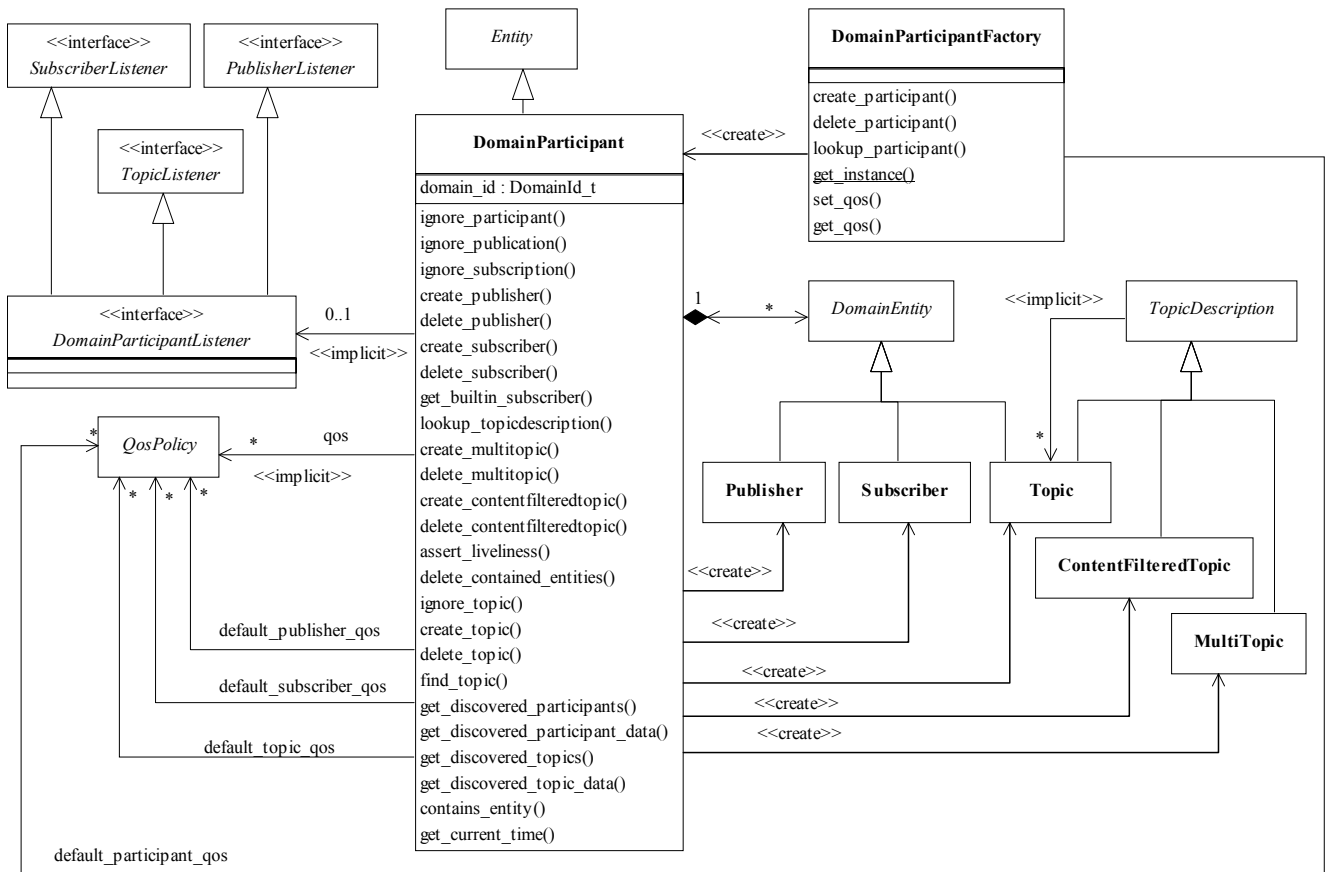 <<interface>>
SubscriberListener
<<interface>>
PublisherListener
<<interface>>
TopicListener
<<interface>>
DomainParticipantListener
Entity
DomainParticipant
domain_id : DomainId_t
ignore_participant()
ignore_publication()
ignore_subscription()
create_publisher()
delete_publisher()
create_subscriber()
delete_subscriber()
get_builtin_subscriber()
lookup_topicdescription()
create_multitopic()
delete_multitopic()
create_contentfilteredtopic()
delete_contentfilteredtopic()
assert_liveliness()
delete_contained_entities()
ignore_topic()
create_topic()
delete_topic()
find_topic()
get_discovered_participants()
get_discovered_participant_data()
get_discovered_topics()
get_discovered_topic_data()
contains_entity()
get_current_time()
DomainParticipantFactory
create_participant()
delete_participant()
lookup_participant()
get_instance()
set_qos()
get_qos()
<<create>>
0..1
<<implicit>>
QosPolicy
*
*
qos
<<implicit>>
*
*
*
default_publisher_qos
default_subscriber_qos
default_topic_qos
default_participant_qos
1
*
DomainEntity
<<implicit>>
TopicDescription
*
Publisher
Subscriber
Topic
ContentFilteredTopic
MultiTopic
<<create>>
<<create>>
<<create>>
<<create>>
<<create>>